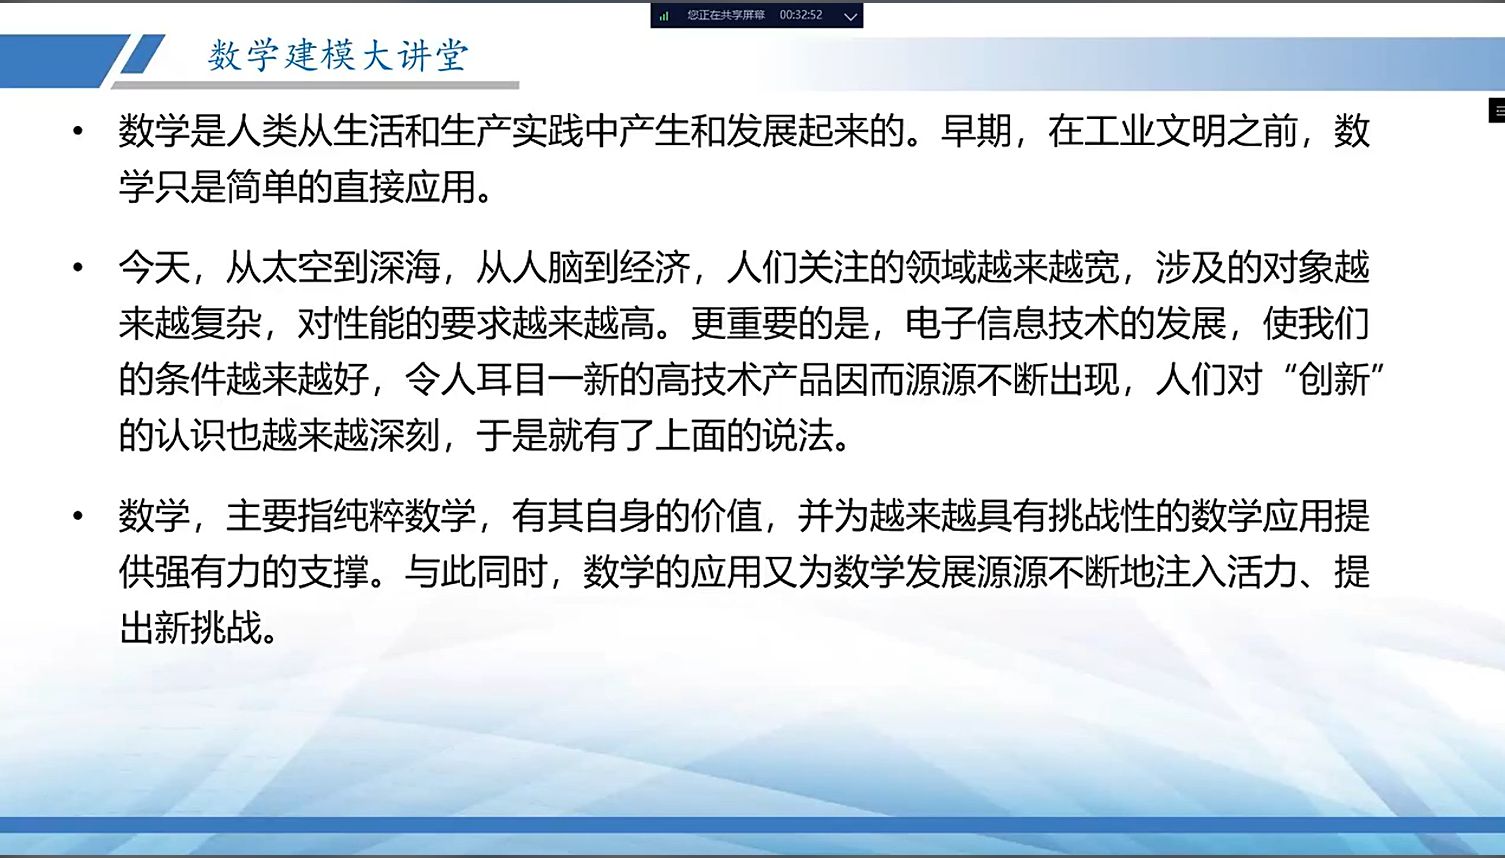 您正在共享屏幕 00:32:52
数学建模大讲堂
• 数学是人类从生活和生产实践中产生和发展起来的。早期，在工业文明之前，数
学只是简单的直接应用。
• 今天，从太空到深海，从人脑到经济，人们关注的领域越来越宽，涉及的对象越
来越复杂，对性能的要求越来越高。更重要的是，电子信息技术的发展，使我们
的条件越来越好，令人耳目一新的高技术产品因而源源不断出现，人们对“创新”
的认识也越来越深刻，于是就有了上面的说法。
• 数学，主要指纯粹数学，有其自身的价值，并为越来越具有挑战性的数学应用提
供强有力的支撑。与此同时，数学的应用又为数学发展源源不断地注入活力、提
出新挑战。